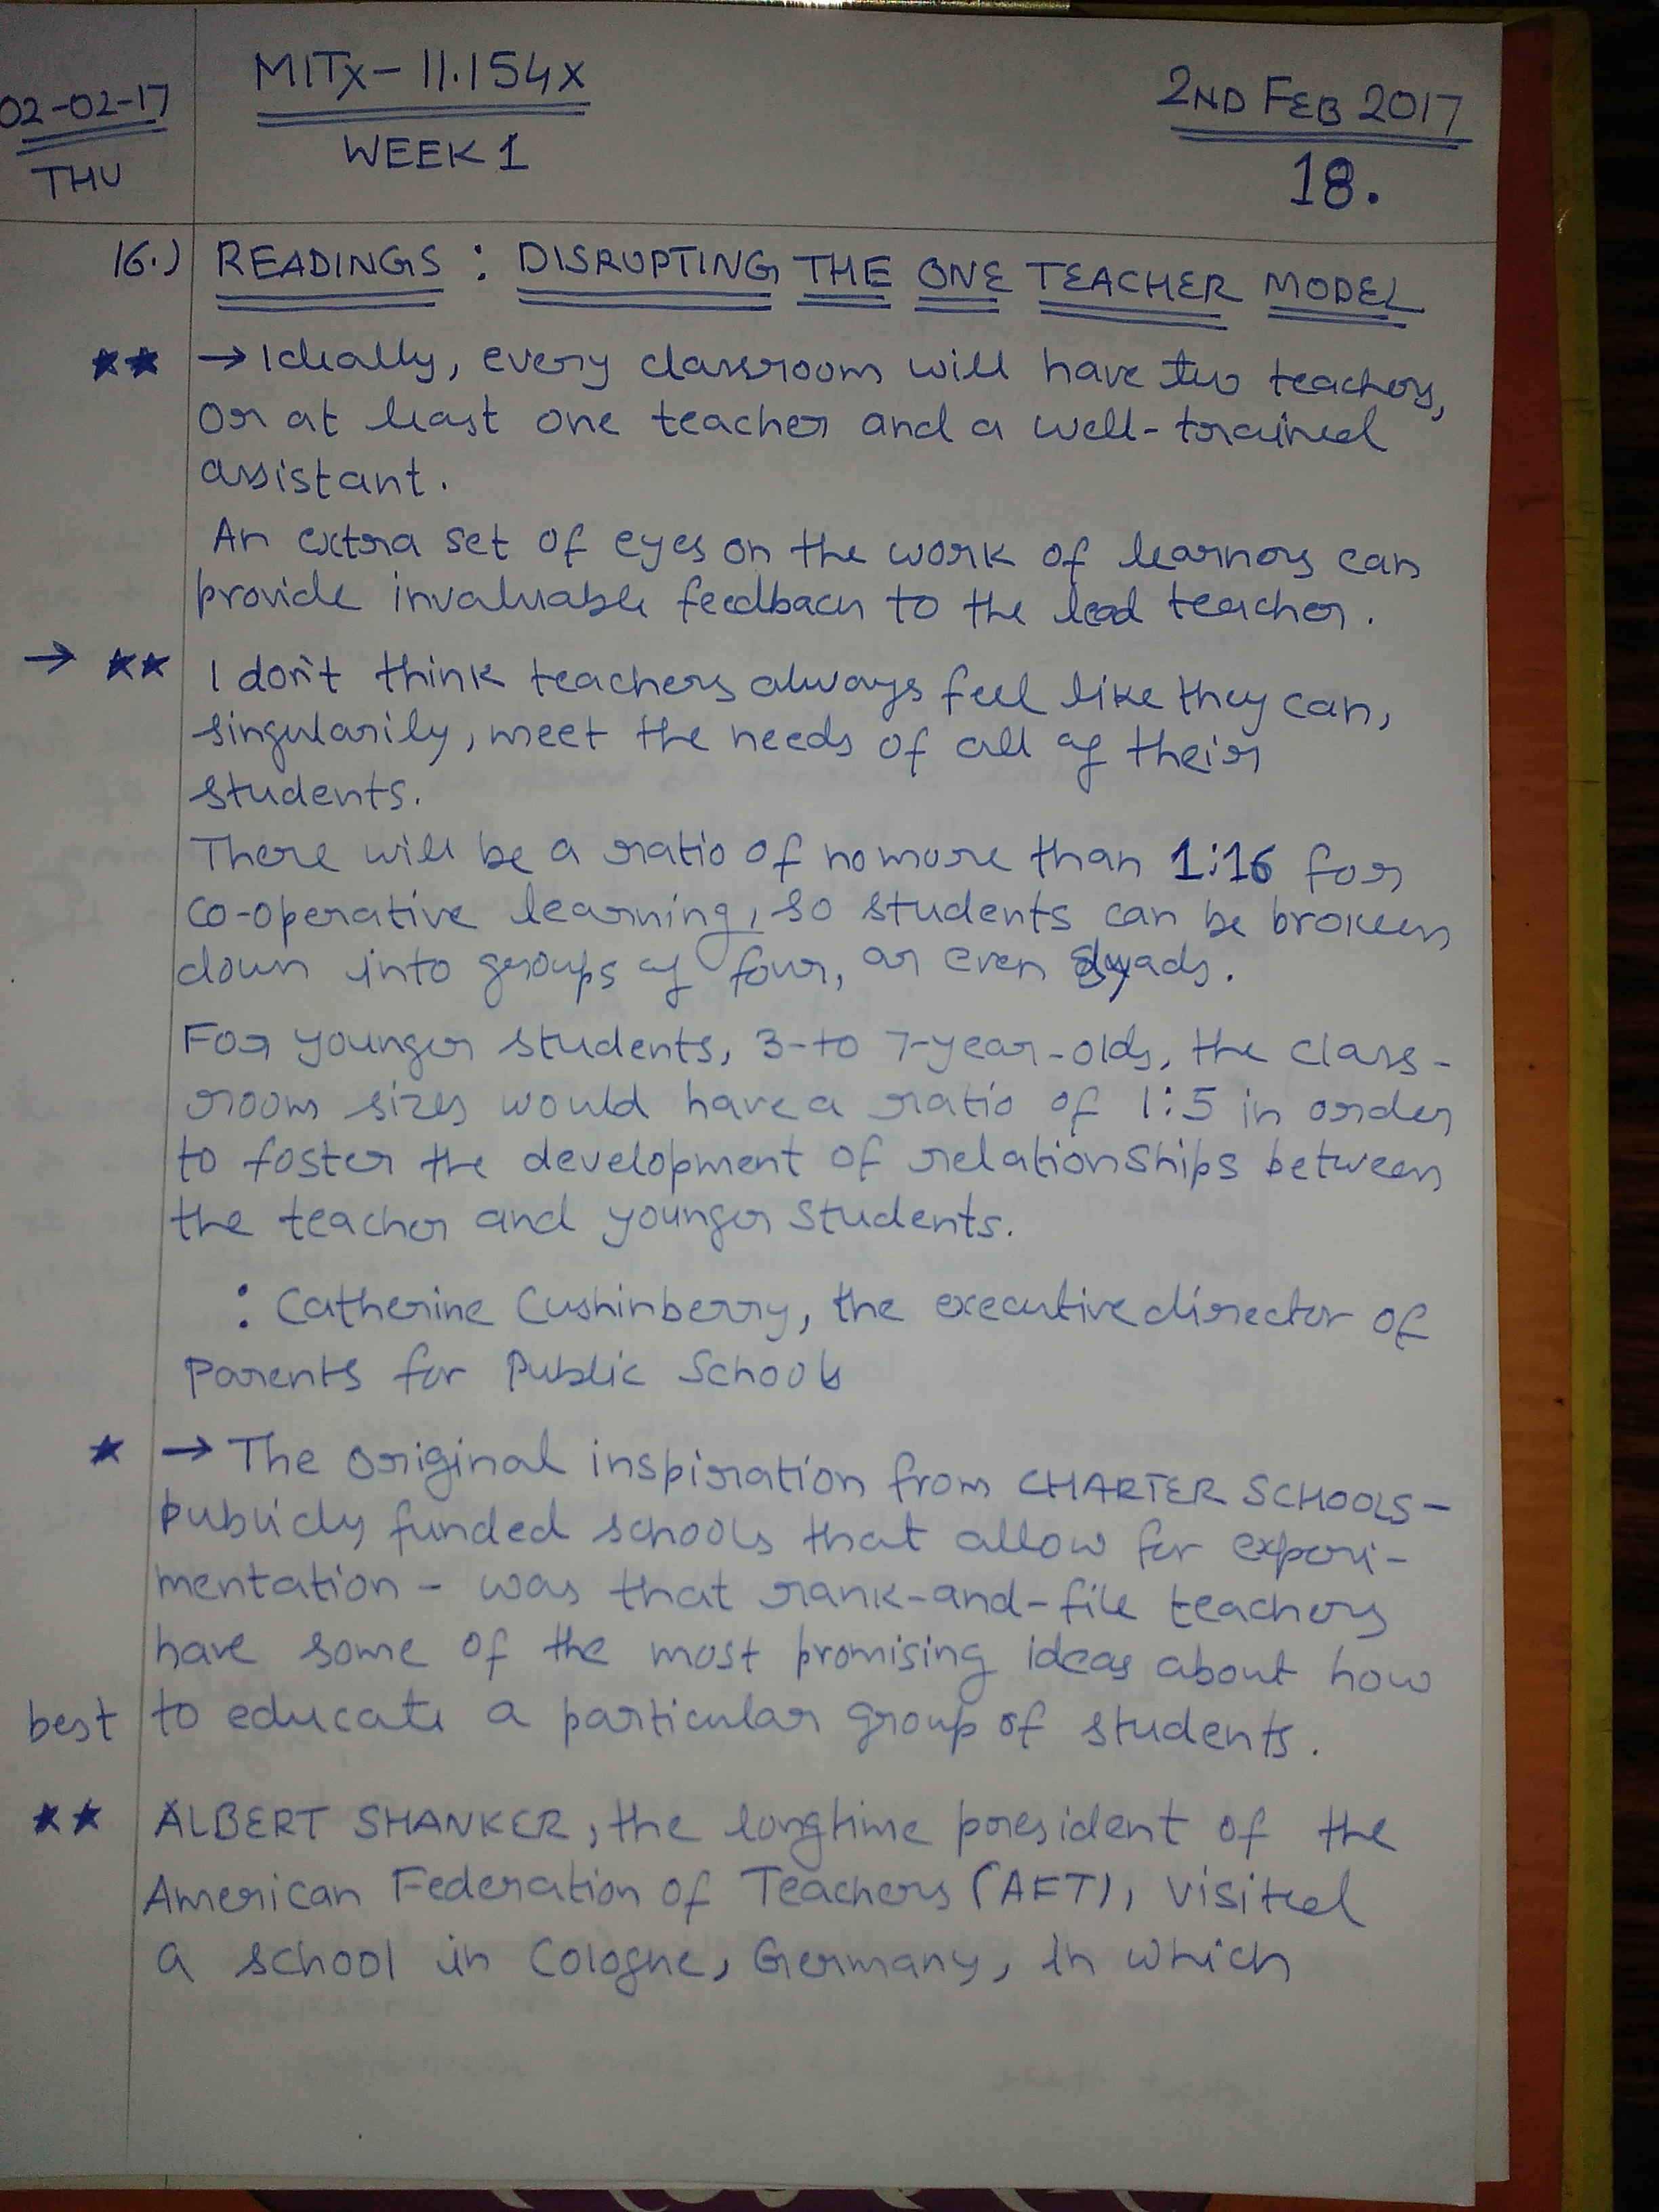 02-02-17
THU
MITx- 11.154x
WEEK 1
2ND FEB 2017
18.
16.) READINGS : DISRUPTING THE ONE TEACHER MODEL
★★ → Ideally, every classroom will have two teachers,
or at least one teacher and a well-trained
assistant.
An extra set of eyes on the work of learners can
provide invaluable feedback to the lead teacher.
→ ★★ I don't think teachers always feel like they can,
singularily, meet the needs of all of their
students.
There will be a ratio of no more than 1:16 for
co-operative learning, so students can be broken
down into groups of four, or even dyads.
For younger students, 3-to 7-year-olds, the class-
room sizes would have a ratio of 1:5 in order
to foster the development of relationships between
the teacher and younger students.
: Catherine Cushinberry, the executive director of
Parents for Public Schools
★ → The original inspiration from CHARTER SCHOOLS -
publicly funded schools that allow for experi-
mentation - was that rank-and-file teachers
have some of the most promising ideas about how
best to educate a particular group of students.
★★ ALBERT SHANKER, the longtime president of the
American Federation of Teachers (AFT), visited
a school in Cologne, Germany, in which